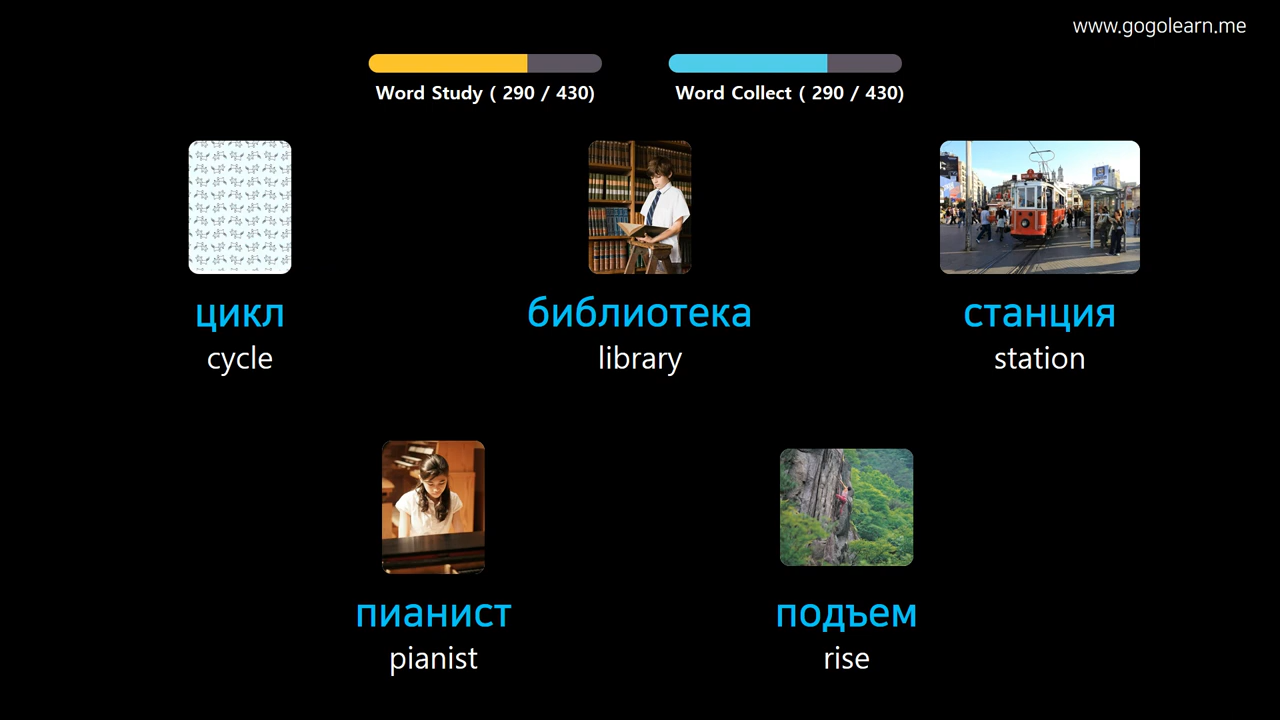 www.gogolearn.me
Word Study ( 290 / 430)
Word Collect ( 290 / 430)
цикл
cycle
библиотека
library
станция
station
пианист
pianist
подъем
rise